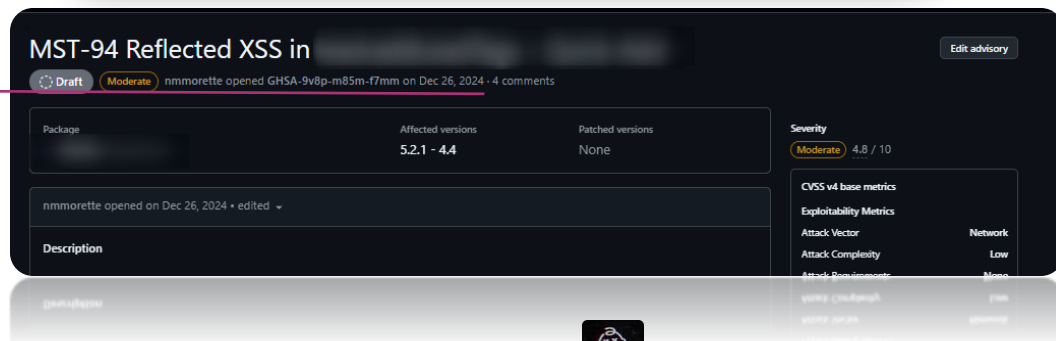 MST-94 Reflected XSS in
Edit advisory
Draft Moderate nmmorette opened GHSA-9v8p-m85m-f7mm on Dec 26, 2024 · 4 comments
Package Affected versions Patched versions
5.2.1 - 4.4 None
Severity
Moderate 4.8 / 10
nmmorette opened on Dec 26, 2024 • edited
Description
CVSS v4 base metrics
Exploitability Metrics
Attack Vector Network
Attack Complexity Low
Attack Requirements None